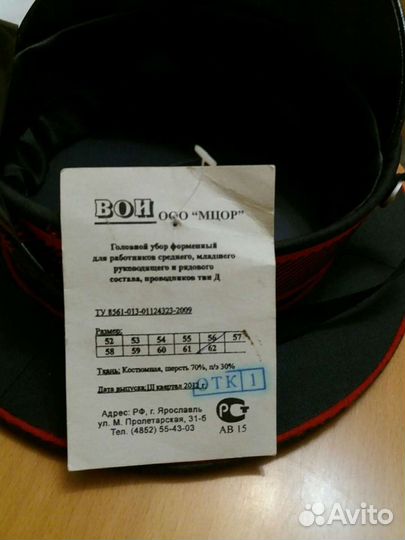 ВОИ ООО "МЦОР"
Головной убор форменный
для работников среднего, младшего
руководящего и рядового
состава, проводников тип Д
ТУ 8561-013-01124323-2009
Размер:
52 53 54 55 56 57
58 59 60 61 62
Ткань: Костюмная, шерсть 70%, п/э 30%
Дата выпуска: III квартал 2012 г.
ОТК 1
Адрес: РФ, г. Ярославль
ул. М. Пролетарская, 31-б
Тел. (4852) 55-43-03
РСТ
АВ 15
Avito